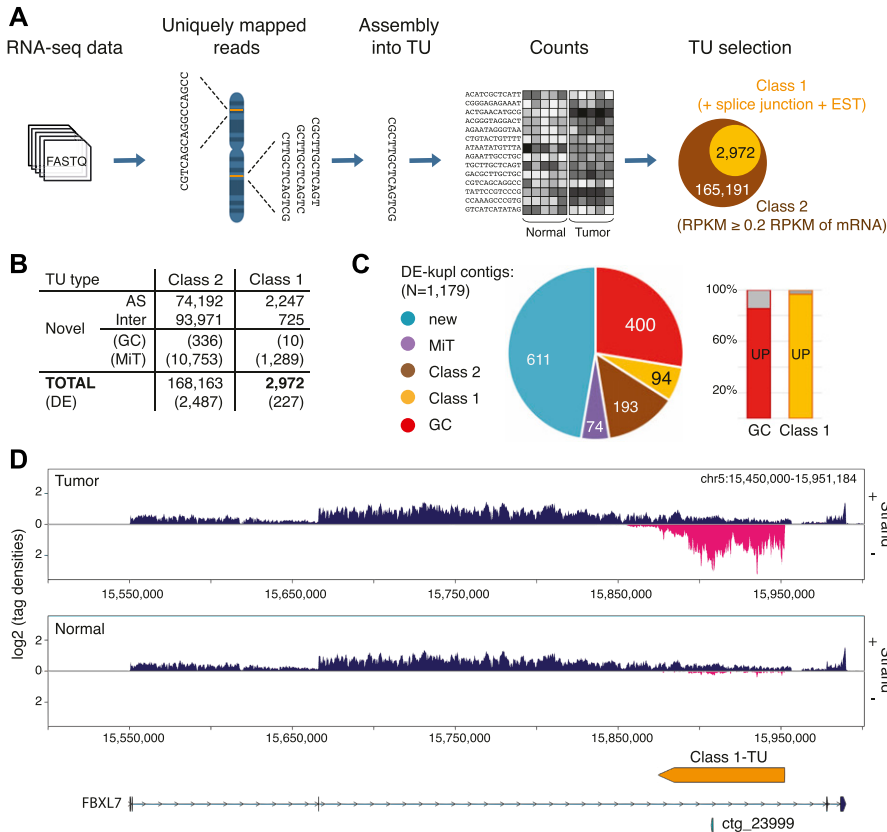 A
RNA-seq data
Uniquely mapped
reads
Assembly
into TU
Counts
TU selection
FASTQ
CGTCAGCAGGCCAGCC
CTTGCTCAGTCG
GCTTGCTCAGTC
CGCTTGCTCAGT
CGCTTGCTCAGTCG
ACATCGCTCATT
CGGGAGAGAAAT
ACTGAACATGCG
ACGGGTAGGACT
AGAATAGGGTAA
CTGTACTGTTTT
ATAATATGTTTA
AGAATTGCCTGC
TGCTTGCTCAGT
GACGCTTGCTGC
CGTCAGCAGGCC
TATTCCGTCCCG
CCAAAGCCCGTG
GTCATCATATAG
Normal Tumor
Class 1
(+ splice junction + EST)
2,972
165,191
Class 2
(RPKM ≥ 0.2 RPKM of mRNA)
B
TU type Class 2 Class 1
Novel
AS 74,192 2,247
Inter 93,971 725
(GC) (336) (10)
(MiT) (10,753) (1,289)
TOTAL 168,163 2,972
(DE) (2,487) (227)
C
DE-kupl contigs:
(N=1,179)
new
MiT
Class 2
Class 1
GC
611
400
94
193
74
100%
60%
20%
UP UP
GC Class 1
D
log2 (tag densities)
Tumor
chr5:15,450,000-15,951,184
2
0
2
+ Strand -
15,550,000 15,650,000 15,750,000 15,850,000 15,950,000
Normal
2
0
2
+ Strand -
15,550,000 15,650,000 15,750,000 15,850,000 15,950,000
Class 1-TU
FBXL7
ctg_23999